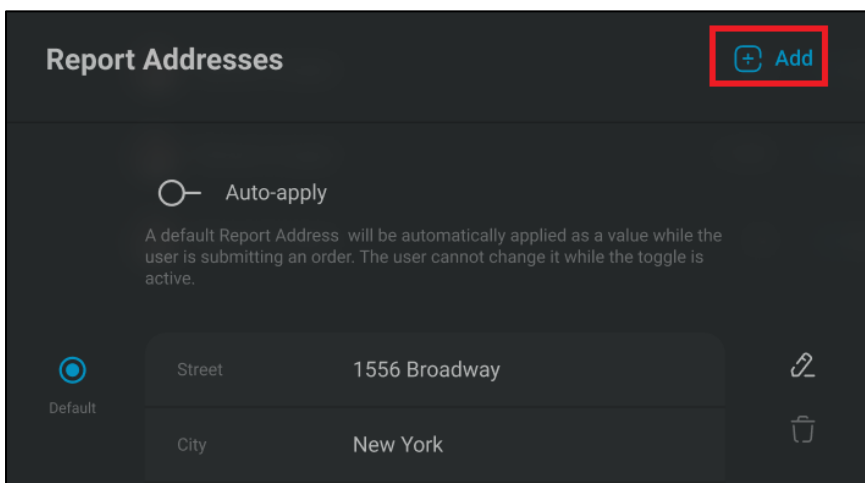 Report Addresses
Add
Auto-apply
A default Report Address will be automatically applied as a value while the
user is submitting an order. The user cannot change it while the toggle is
active.
Street 1556 Broadway
Default
City New York